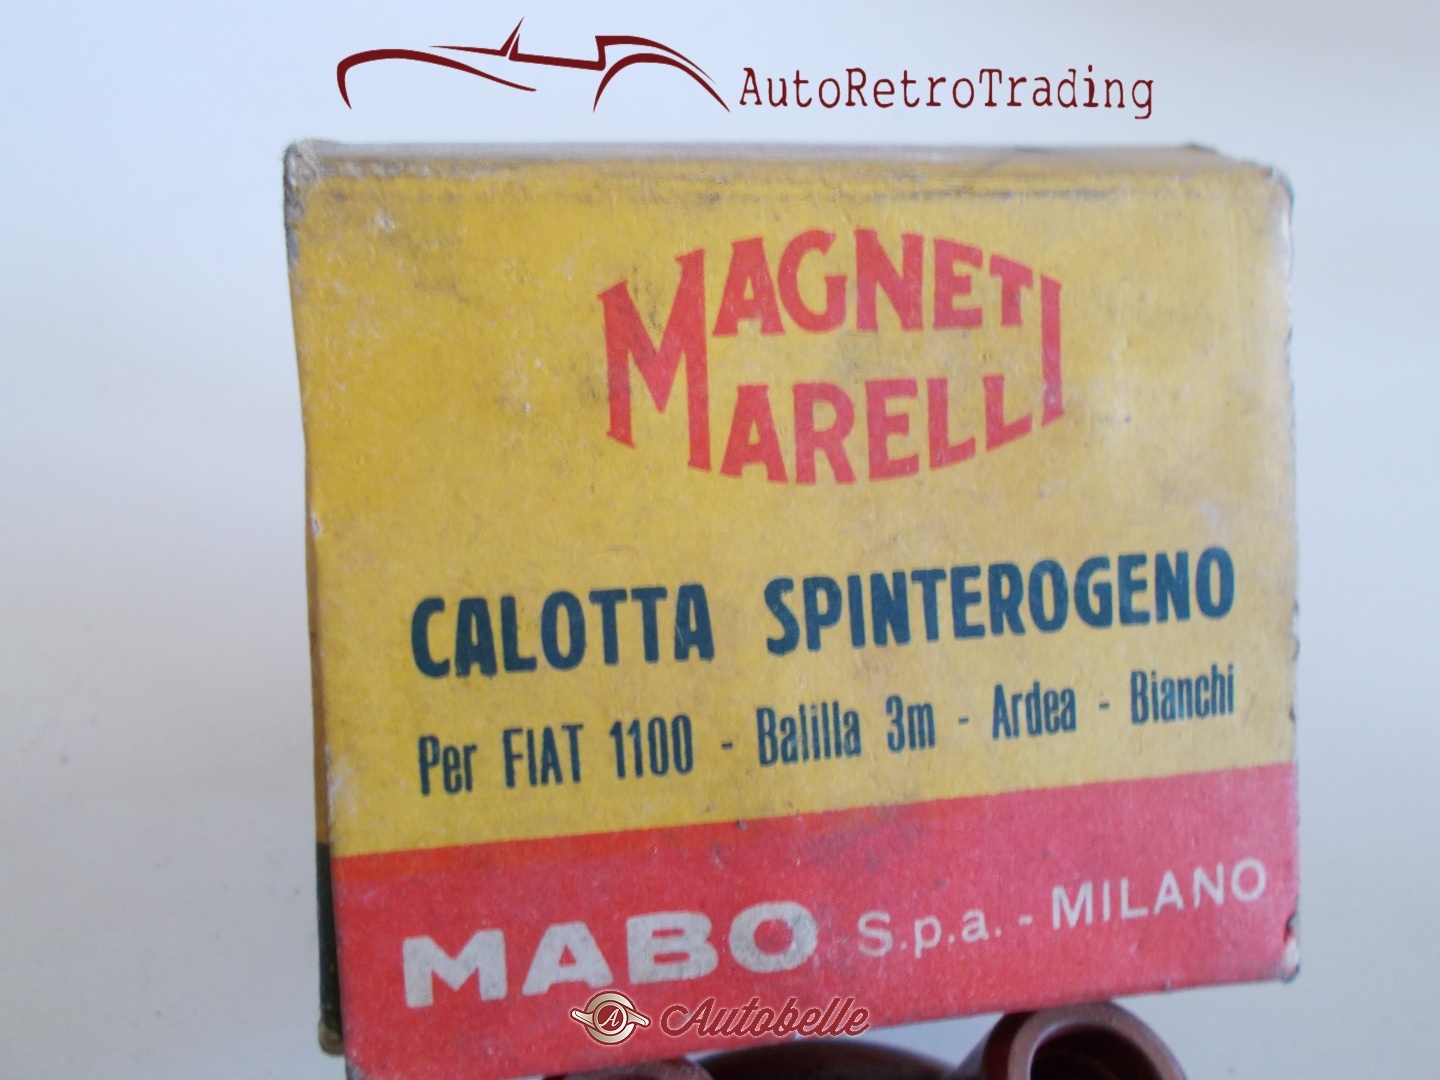 AutoRetroTrading
MAGNETI
MARELLI
CALOTTA SPINTEROGENO
Per FIAT 1100 - Balilla 3m - Ardea - Bianchi
MABO S.p.a. - MILANO
A Autobelle